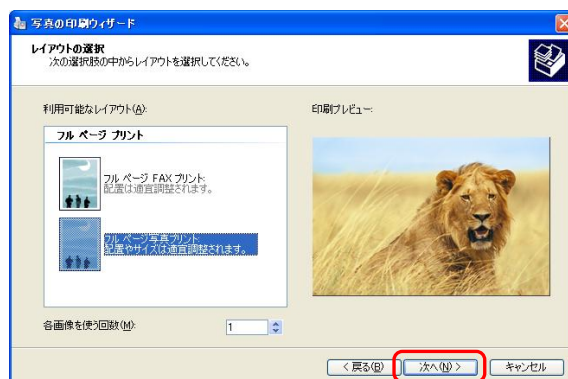 写真の印刷ウィザード
レイアウトの選択
次の選択肢の中からレイアウトを選択してください。
利用可能なレイアウト(A):
印刷プレビュー:
フル ページ プリント
フル ページ FAX プリント:
配置は適宜調整されます。
フル ページ写真プリント:
配置やサイズは適宜調整されます。
各画像を使う回数(M):
1
< 戻る(B)
次へ(N) >
キャンセル